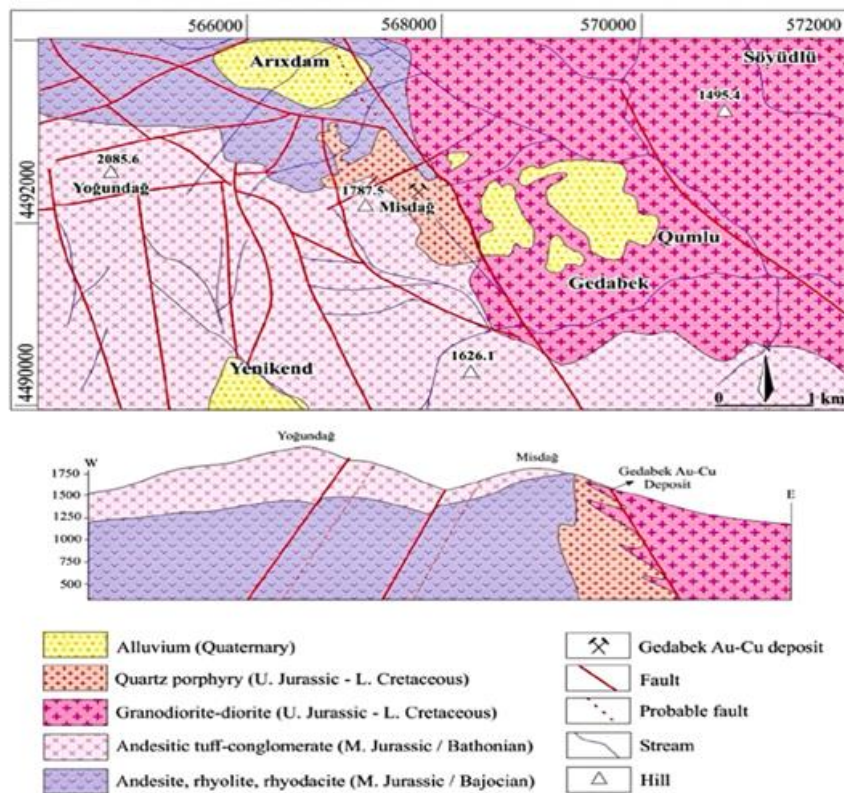 566000 568000 570000 572000
Arıxdam
Söyüdlü
1495.4
2085.6
Yoğundağ
1787.5
Misdağ
4492000
Qumlu
Gedabek
1626.1
Yenikend
4490000
0 1 km
Yoğundağ
Misdağ
Gedabek Au-Cu
Deposit
W
E
1750
1500
1250
1000
750
500
Alluvium (Quaternary)
Quartz porphyry (U. Jurassic - L. Cretaceous)
Granodiorite-diorite (U. Jurassic - L. Cretaceous)
Andesitic tuff-conglomerate (M. Jurassic / Bathonian)
Andesite, rhyolite, rhyodacite (M. Jurassic / Bajocian)
Gedabek Au-Cu deposit
Fault
Probable fault
Stream
Hill